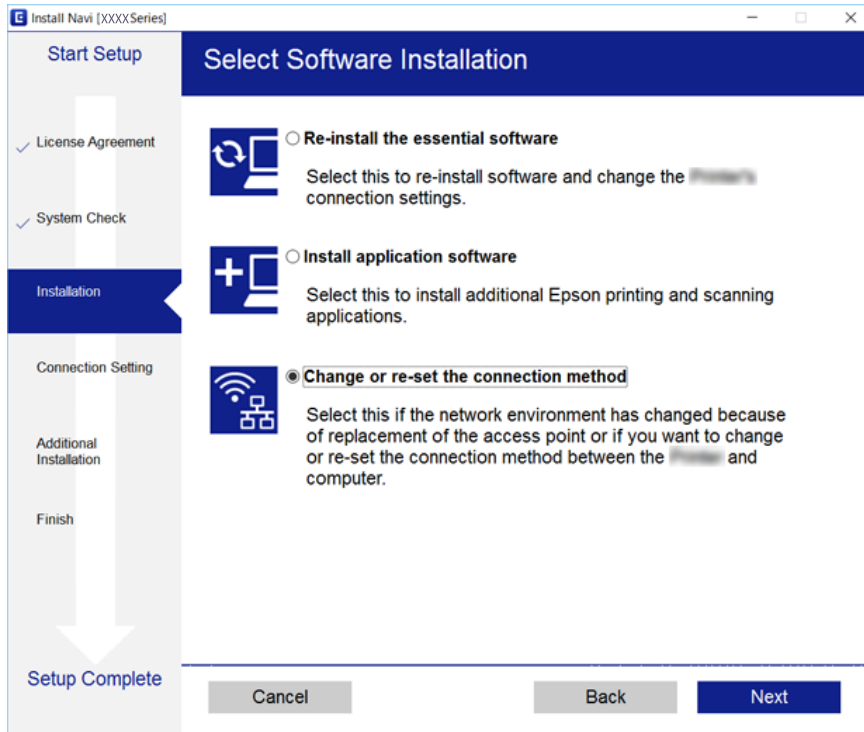 E Install Navi [XXXX Series]
Start Setup
License Agreement
System Check
Installation
Connection Setting
Additional
Installation
Finish
Setup Complete
Select Software Installation
Re-install the essential software
Select this to re-install software and change the
connection settings.
Install application software
Select this to install additional Epson printing and scanning
applications.
Change or re-set the connection method
Select this if the network environment has changed because
of replacement of the access point or if you want to change
or re-set the connection method between the and
computer.
Cancel
Back
Next